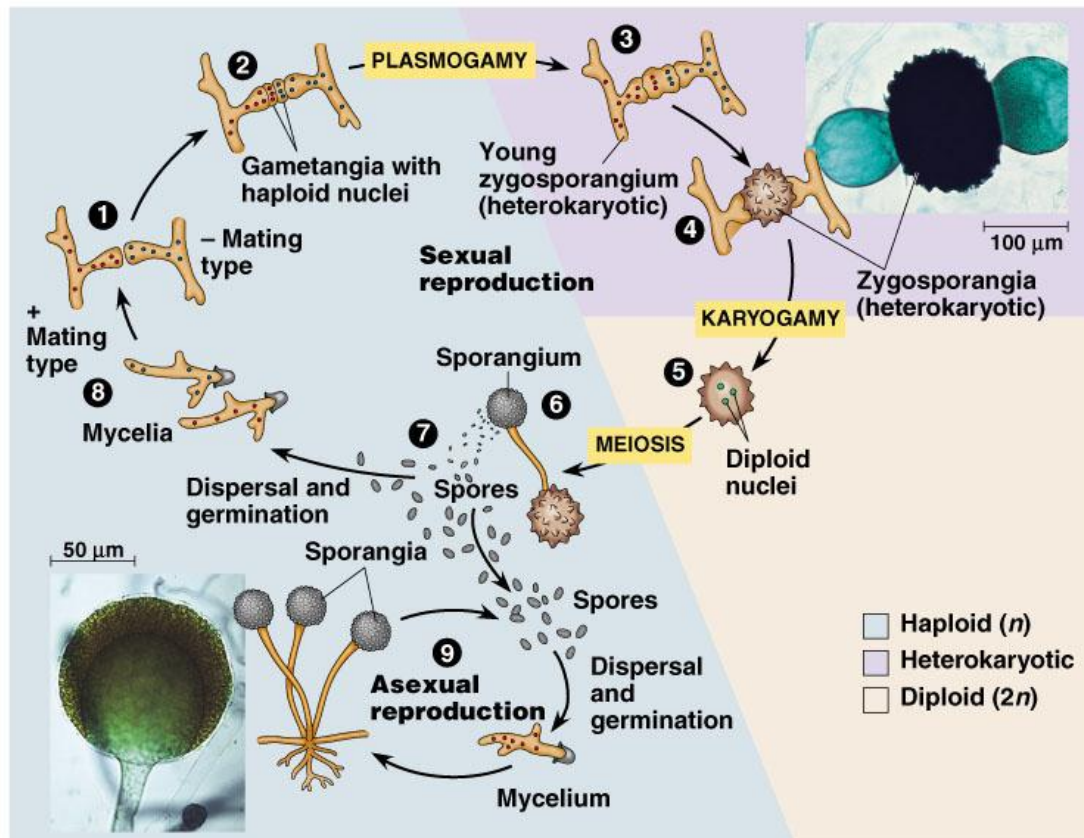 2
PLASMOGAMY
3
Gametangia with
haploid nuclei
Young
zygosporangium
(heterokaryotic)
1
– Mating
type
4
100 μm
Sexual
reproduction
Zygosporangia
(heterokaryotic)
+
Mating
type
KARYOGAMY
8
Mycelia
Sporangium
5
6
7
MEIOSIS
Diploid
nuclei
Dispersal and
germination
Spores
50 μm
Sporangia
Spores
9
Asexual
reproduction
Dispersal
and
germination
Mycelium
Haploid (n)
Heterokaryotic
Diploid (2n)